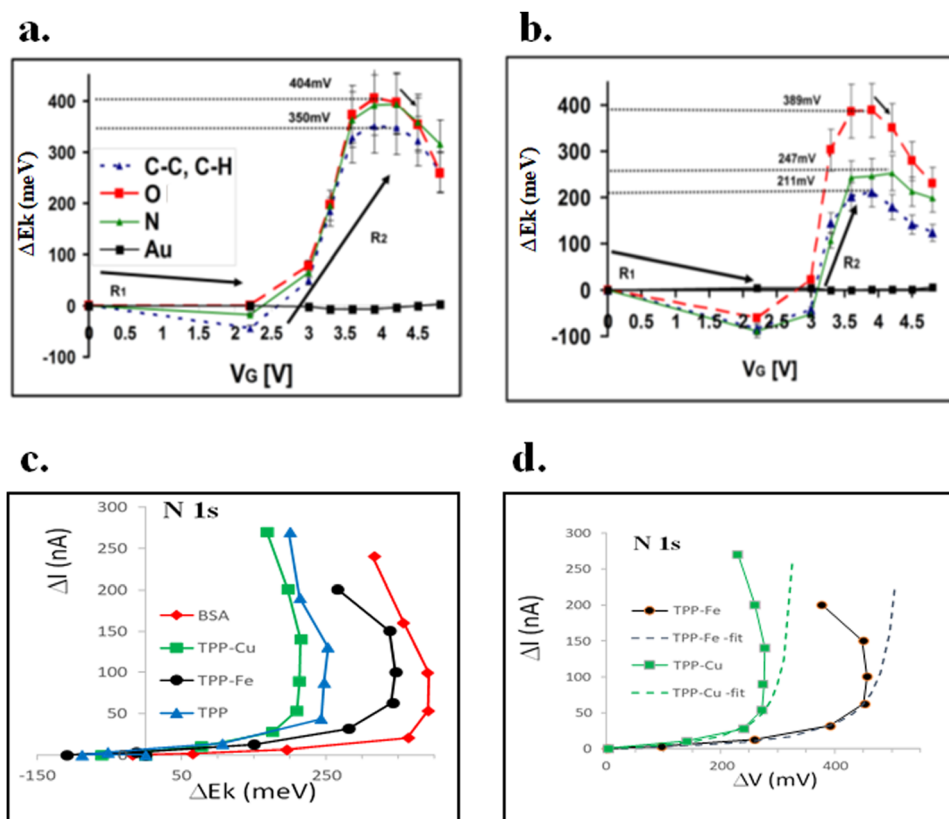 a.
404mV
350mV
C-C, C-H
O
N
Au
R1
R2
ΔEk (meV)
400
300
200
100
0
-100
0
0.5
1
1.5
2
2.5
3
3.5
4
4.5
VG [V]
b.
389mV
247mV
211mV
R1
R2
ΔEk (meV)
400
300
200
100
0
-100
0
0.5
1
1.5
2
2.5
3
3.5
4
4.5
VG [V]
c.
N 1s
ΔI (nA)
300
250
200
150
100
50
0
BSA
TPP-Cu
TPP-Fe
TPP
-150
50
250
ΔEk (meV)
d.
N 1s
ΔI (nA)
300
250
200
150
100
50
0
TPP-Fe
TPP-Fe -fit
TPP-Cu
TPP-Cu -fit
0
200
400
ΔV (mV)